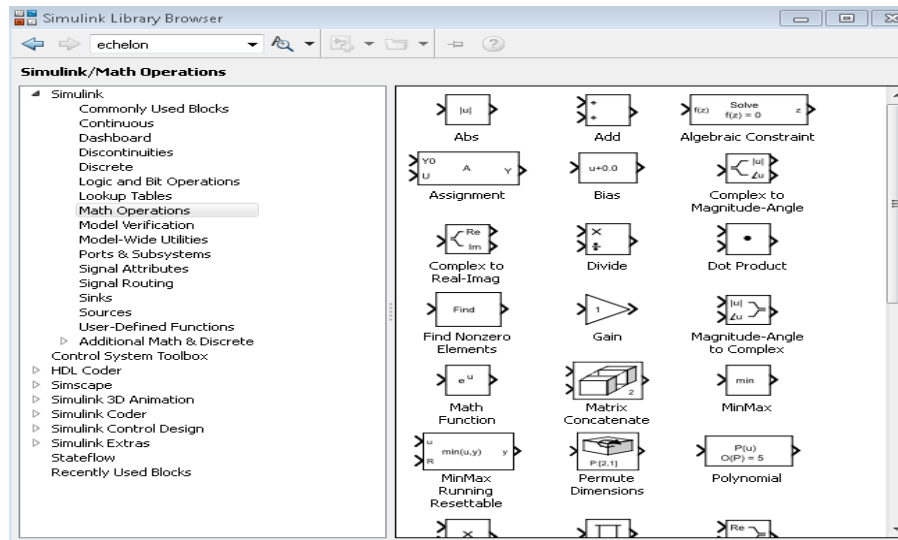 Simulink Library Browser
echelon
Simulink/Math Operations
Simulink
Commonly Used Blocks
Continuous
Dashboard
Discontinuities
Discrete
Logic and Bit Operations
Lookup Tables
Math Operations
Model Verification
Model-Wide Utilities
Ports & Subsystems
Signal Attributes
Signal Routing
Sinks
Sources
User-Defined Functions
Additional Math & Discrete
Control System Toolbox
HDL Coder
Simscape
Simulink 3D Animation
Simulink Coder
Simulink Control Design
Simulink Extras
Stateflow
Recently Used Blocks
|u|
Abs
+
+
Add
f(z) Solve f(z) = 0 z
Algebraic Constraint
Y0 U A Y
Assignment
u+0.0
Bias
|u| ∠u
Complex to
Magnitude-Angle
Re Im
Complex to
Real-Imag
× ÷
Divide
Dot Product
Find
Find Nonzero
Elements
1
Gain
|u| ∠u
Magnitude-Angle
to Complex
e^u
Math
Function
2
Matrix
Concatenate
min
MinMax
u R min(u,y) y
MinMax
Running
Resettable
P:[2,1]
Permute
Dimensions
P(u)
O(P) = 5
Polynomial
Re